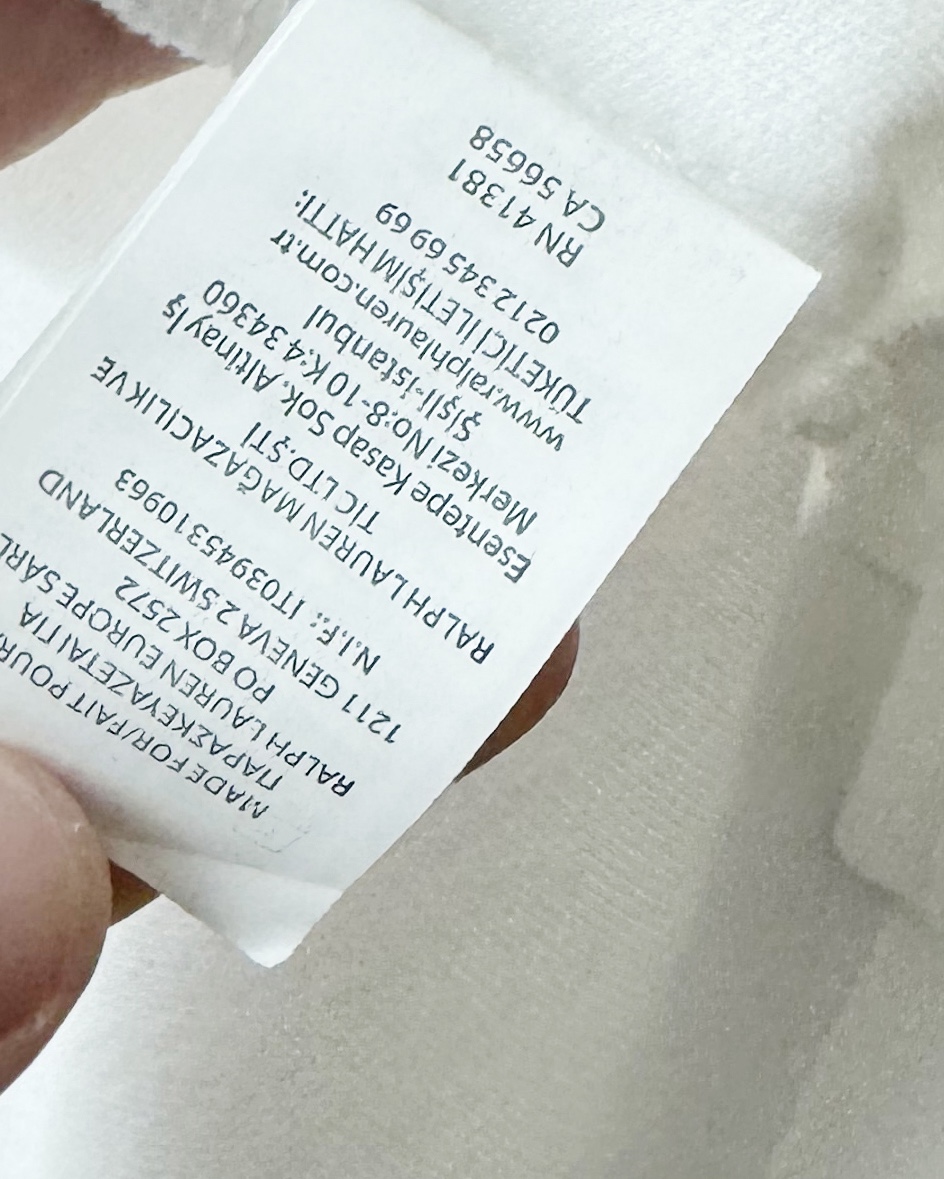 MADE FOR/FAIT POUR/
ΠΑΡΑΣΚΕΥΑΖΕΤΑΙ ΓΙΑ
RALPH LAUREN EUROPE SARL
PO BOX 2572
1211 GENEVA 2 SWITZERLAND
N.I.F.: IT03945310963
RALPH LAUREN MAĞAZACILIK VE
TİC LTD.ŞTİ
Esentepe Kasap Sok. Altinay İş
Merkezi No:8-10 K:4 34360
Şişli-istanbul
www.ralphlauren.com.tr
TÜKETİCİ İLETİŞİM HATTI:
0212 345 69 69
RN 41381
CA 56658